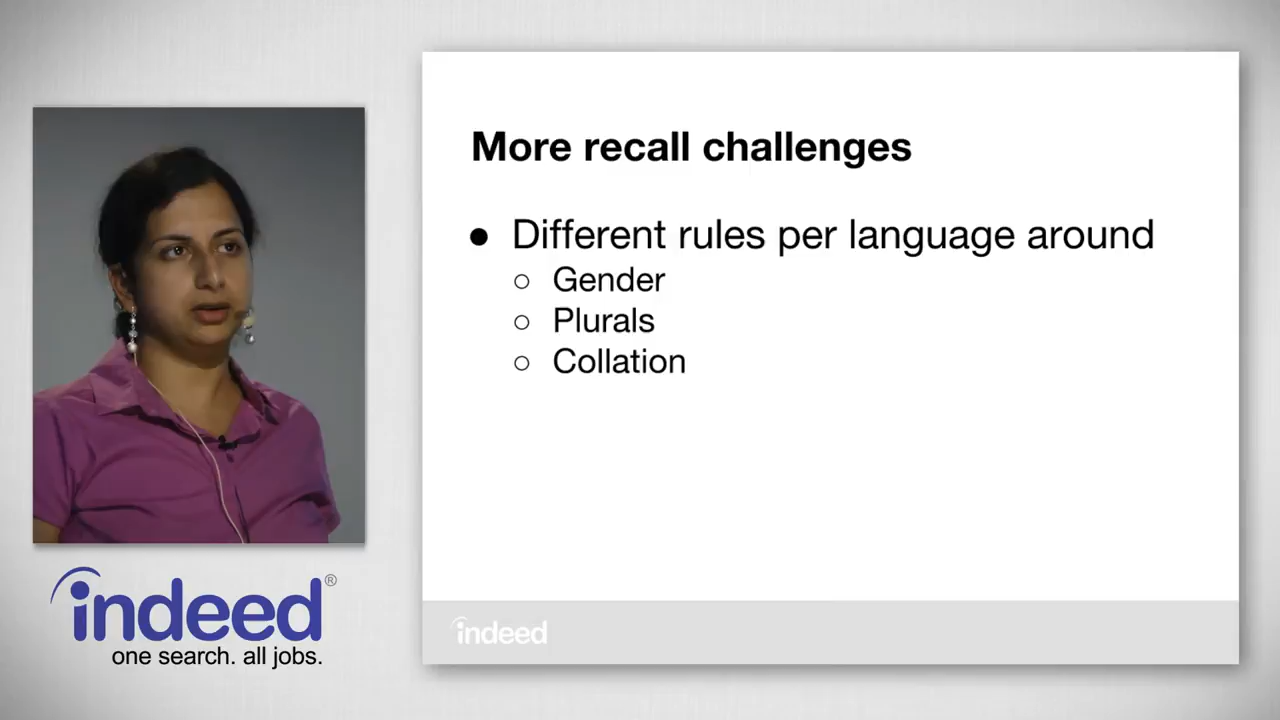 More recall challenges
● Different rules per language around
○ Gender
○ Plurals
○ Collation
indeed
indeed®
one search. all jobs.